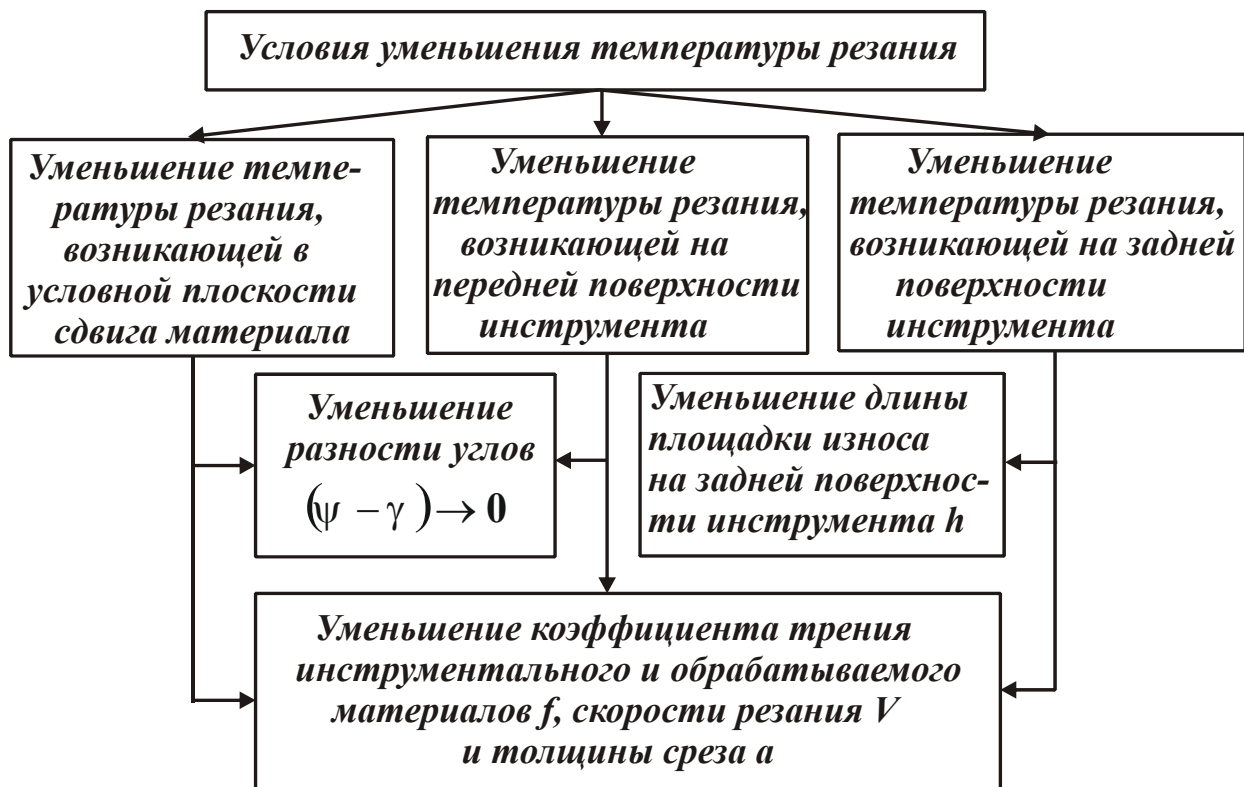 Условия уменьшения температуры резания
Уменьшение темпе-
ратуры резания,
возникающей в
условной плоскости
сдвига материала
Уменьшение
температуры резания,
возникающей на
передней поверхности
инструмента
Уменьшение
температуры резания,
возникающей на задней
поверхности
инструмента
Уменьшение
разности углов
(ψ − γ) → 0
Уменьшение длины
площадки износа
на задней поверхнос-
ти инструмента h
Уменьшение коэффициента трения
инструментального и обрабатываемого
материалов f, скорости резания V
и толщины среза a